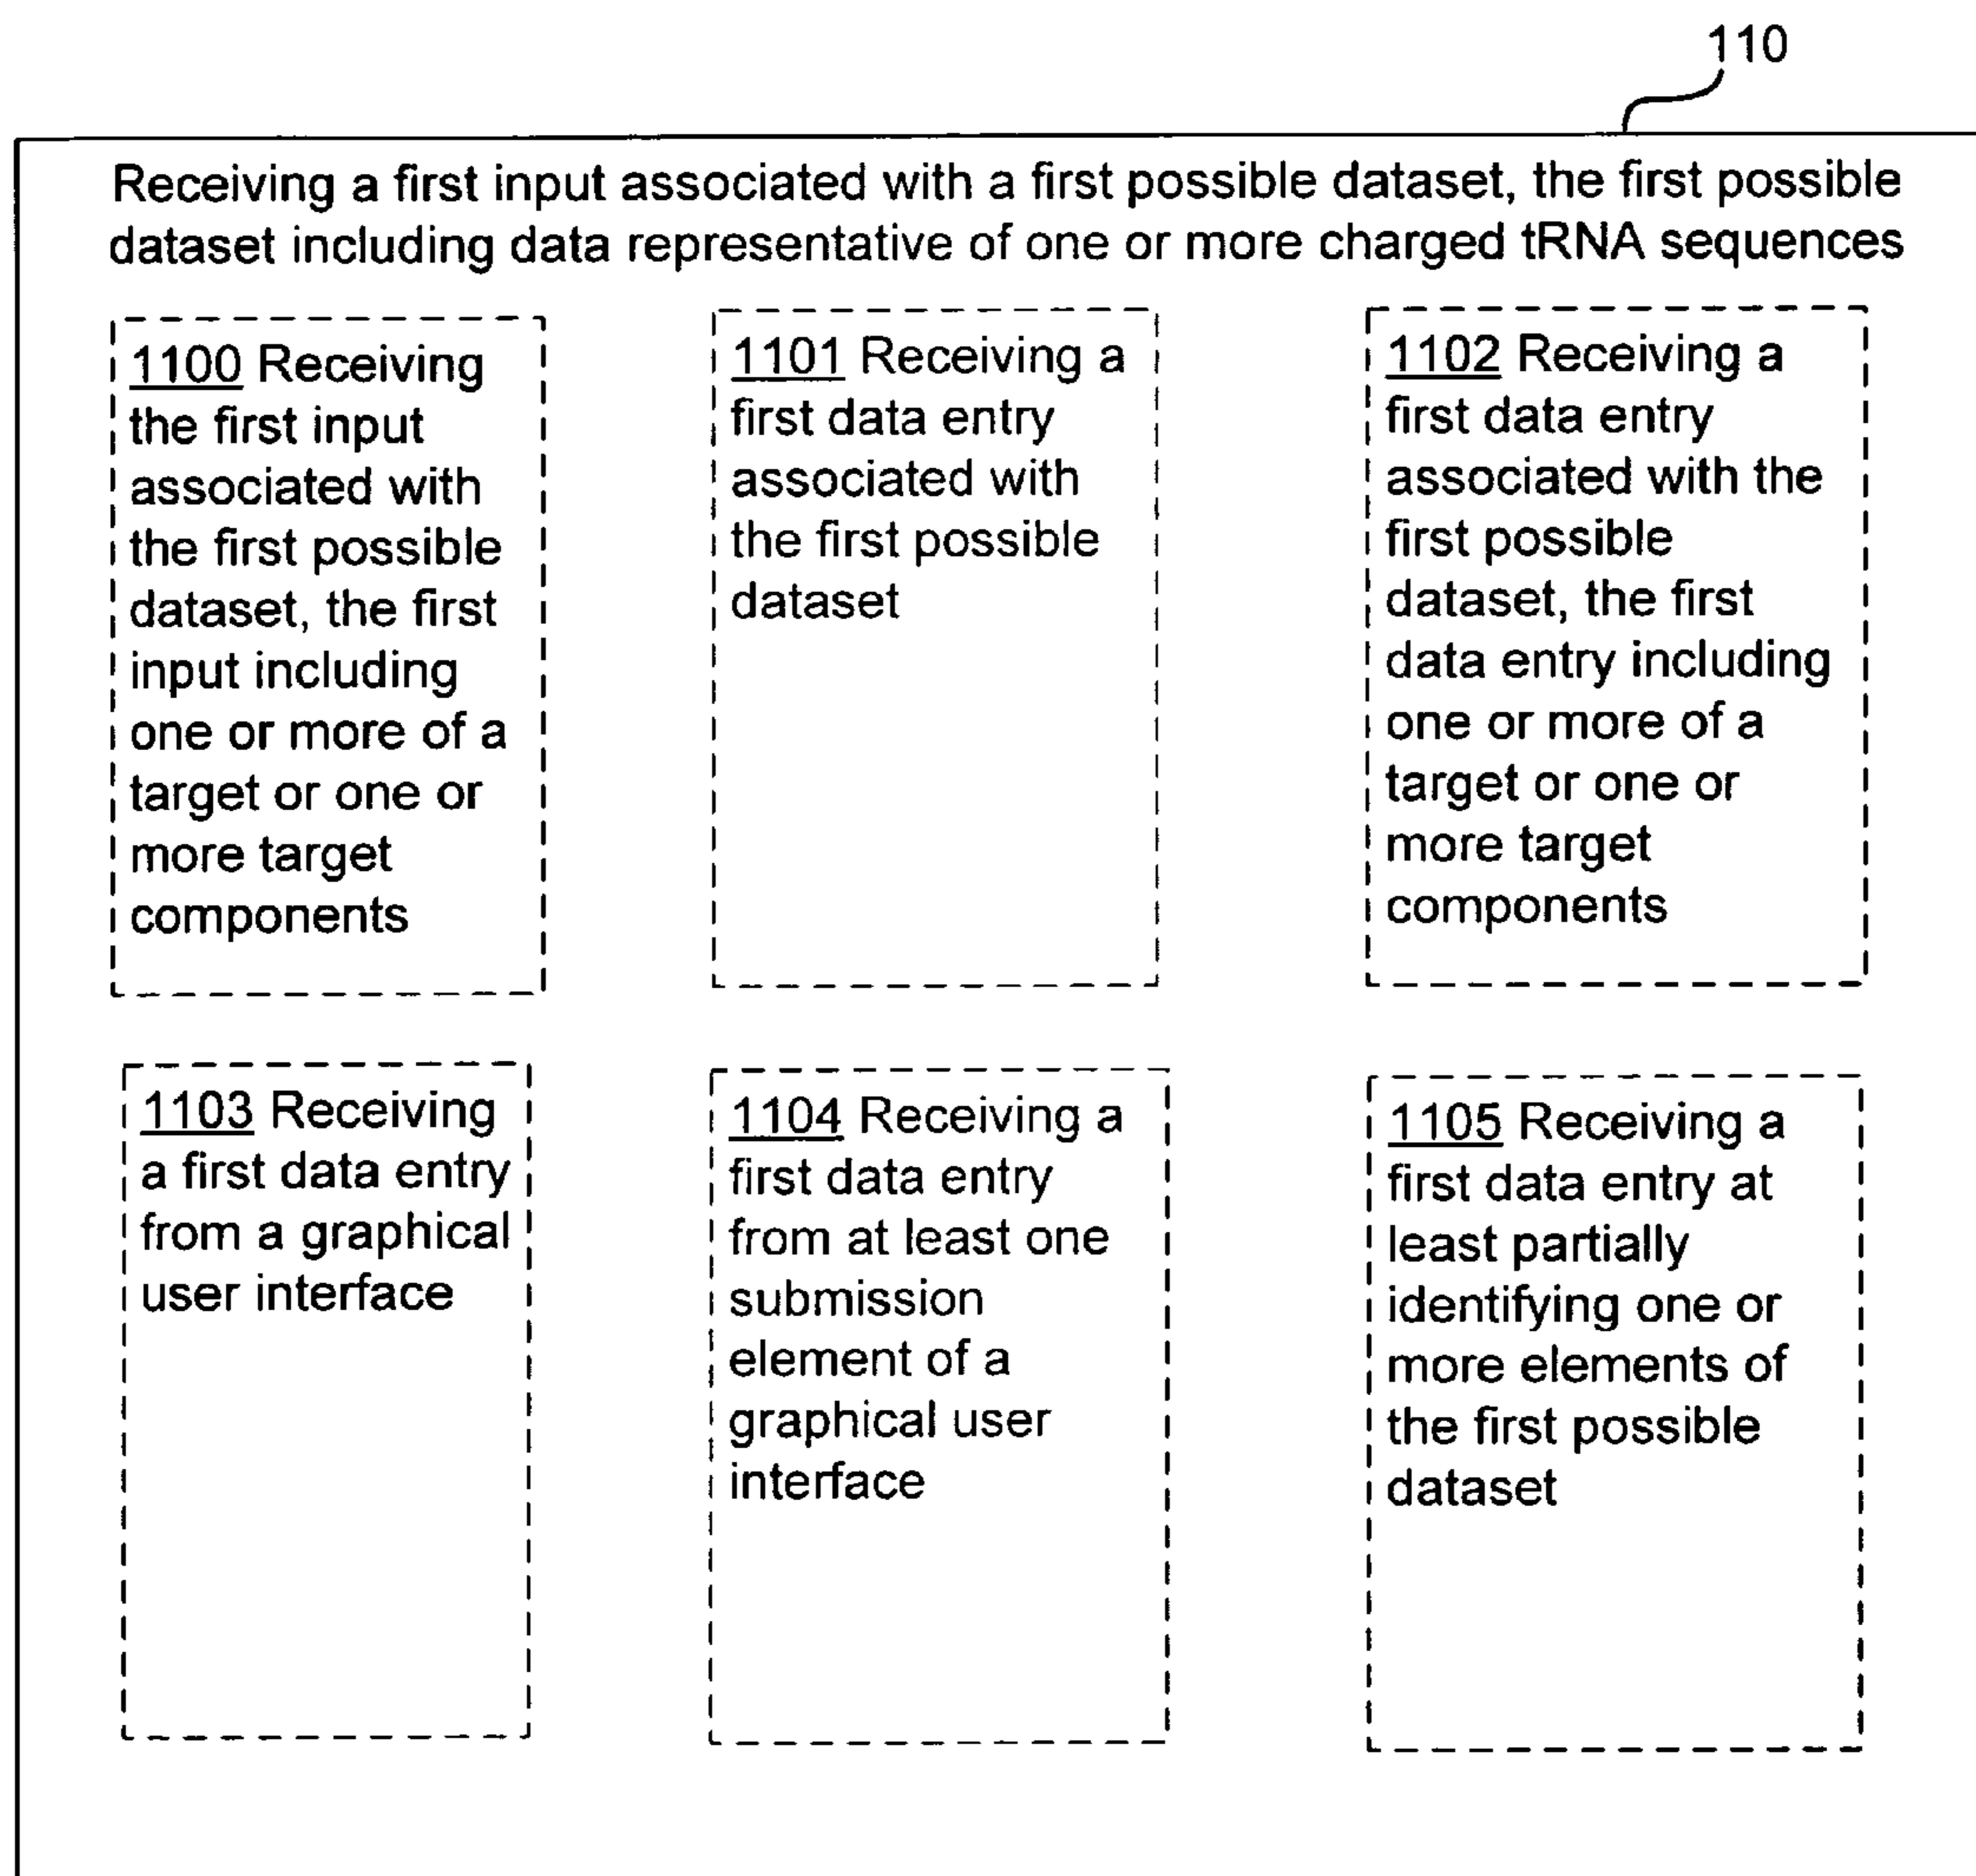 110
Receiving a first input associated with a first possible dataset, the first possible
dataset including data representative of one or more charged tRNA sequences
1100 Receiving
the first input
associated with
the first possible
dataset, the first
input including
one or more of a
target or one or
more target
components
1101 Receiving a
first data entry
associated with
the first possible
dataset
1102 Receiving a
first data entry
associated with the
first possible
dataset, the first
data entry including
one or more of a
target or one or
more target
components
1103 Receiving
a first data entry
from a graphical
user interface
1104 Receiving a
first data entry
from at least one
submission
element of a
graphical user
interface
1105 Receiving a
first data entry at
least partially
identifying one or
more elements of
the first possible
dataset